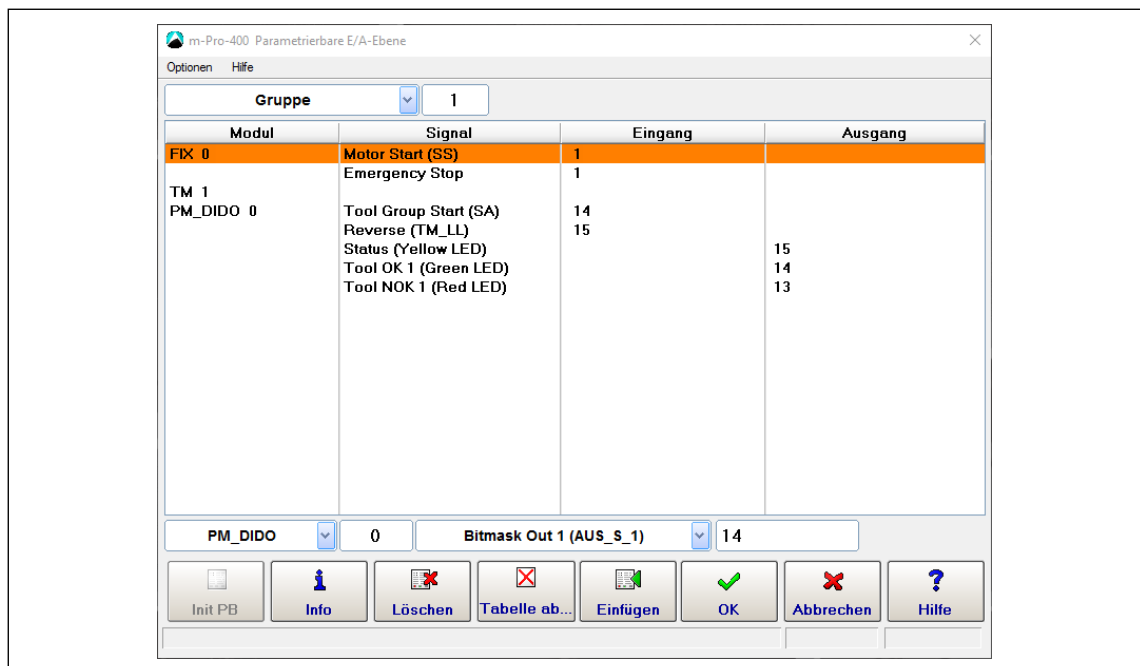 m-Pro-400 Parametrierbare E/A-Ebene
Optionen Hilfe
Gruppe 1
Modul Signal Eingang Ausgang
FIX 0 Motor Start (SS) 1
Emergency Stop 1
TM 1
PM_DIDO 0 Tool Group Start (SA) 14
Reverse (TM_LL) 15
Status (Yellow LED) 15
Tool OK 1 (Green LED) 14
Tool NOK 1 (Red LED) 13
PM_DIDO 0 Bitmask Out 1 (AUS_S_1) 14
Init PB Info Löschen Tabelle ab... Einfügen OK Abbrechen Hilfe